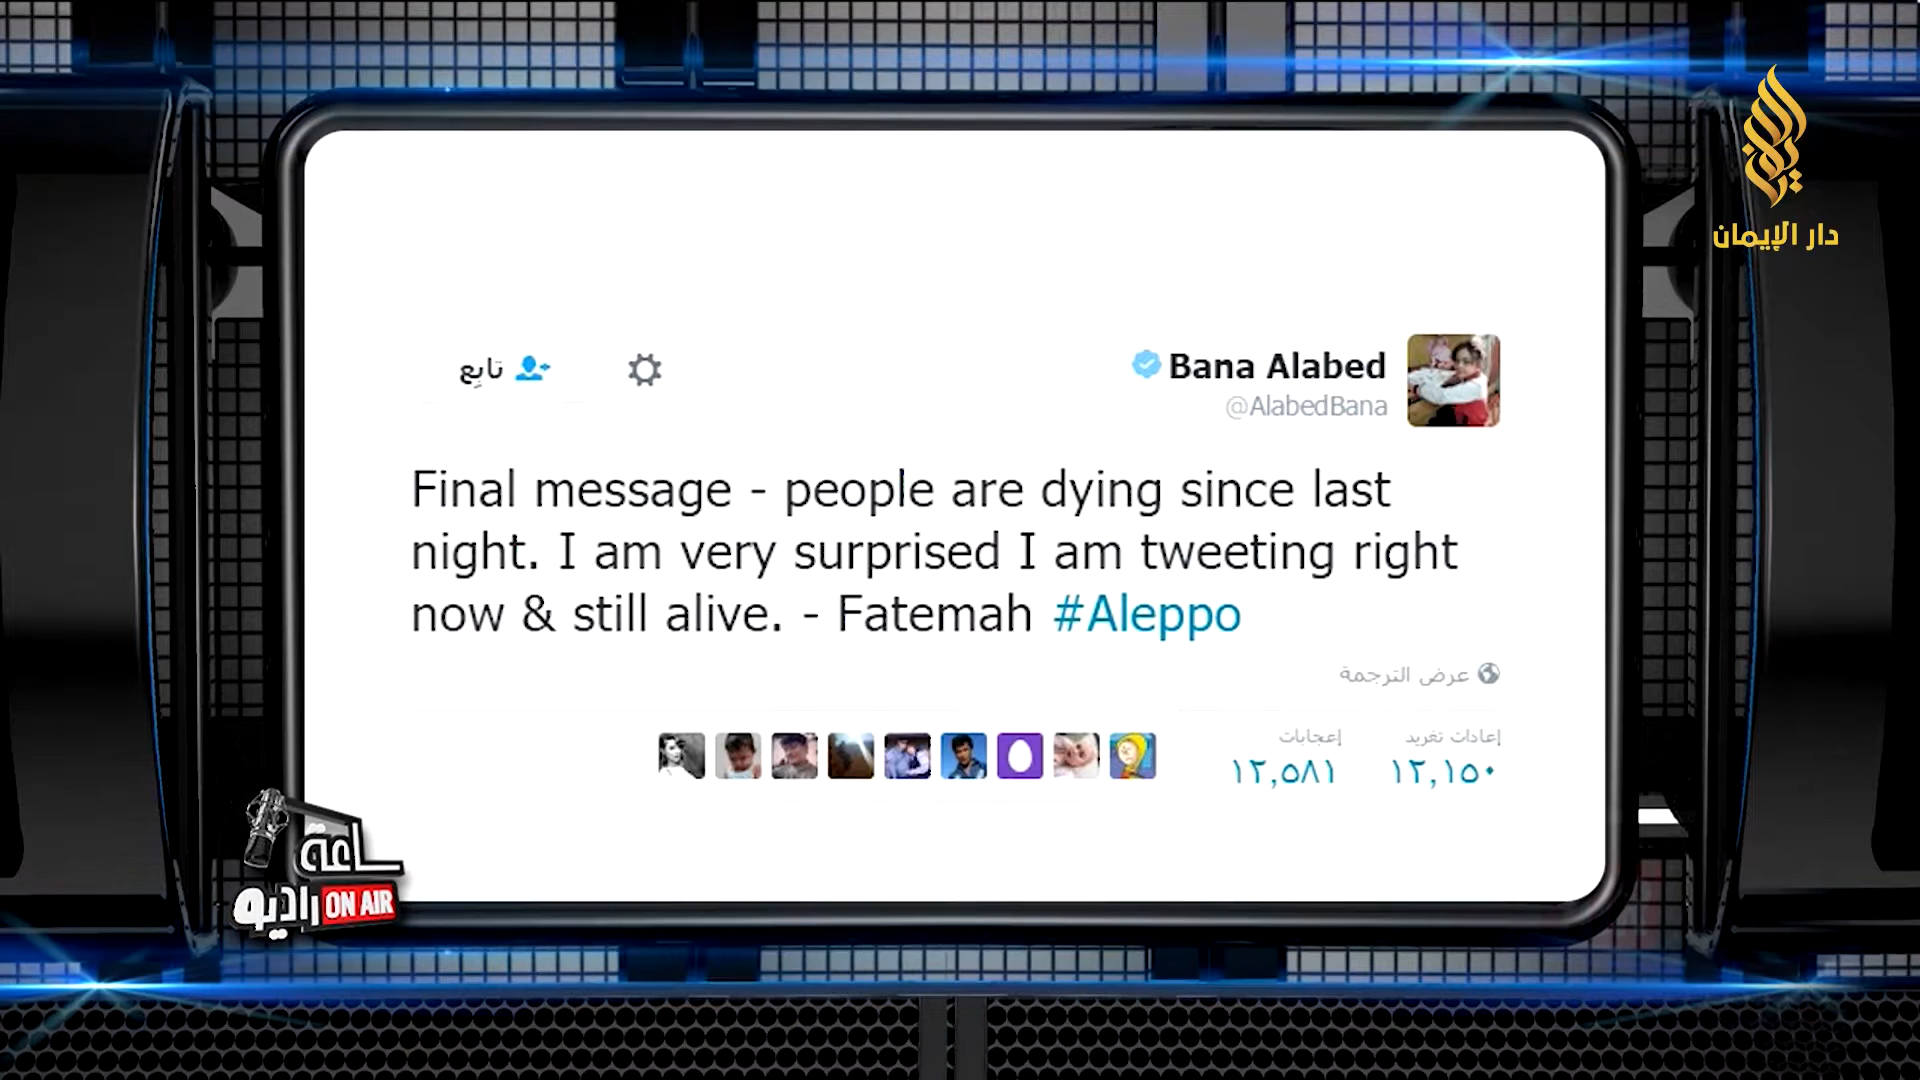 دار الإيمان
تابِع
Bana Alabed
@AlabedBana
Final message - people are dying since last
night. I am very surprised I am tweeting right
now & still alive. - Fatemah #Aleppo
عرض الترجمة
إعادات تغريد
إعجابات
١٢,١٥٠
١٢,٥٨١
ساعة
راديو ON AIR